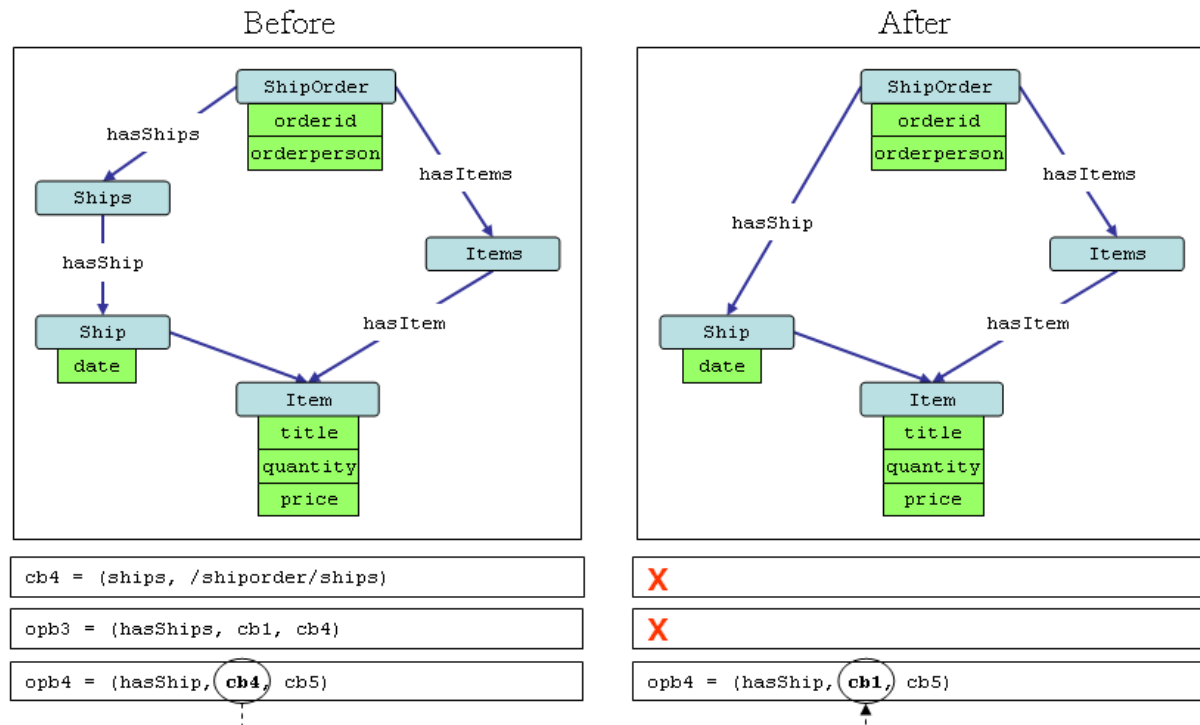 Before
ShipOrder
orderid
orderperson
hasShips
hasItems
Ships
Items
hasShip
hasItem
Ship
date
Item
title
quantity
price
cb4 = (ships, /shiporder/ships)
opb3 = (hasShips, cb1, cb4)
opb4 = (hasShip, cb4, cb5)
After
ShipOrder
orderid
orderperson
hasItems
hasShip
Items
hasItem
Ship
date
Item
title
quantity
price
X
X
opb4 = (hasShip, cb1, cb5)